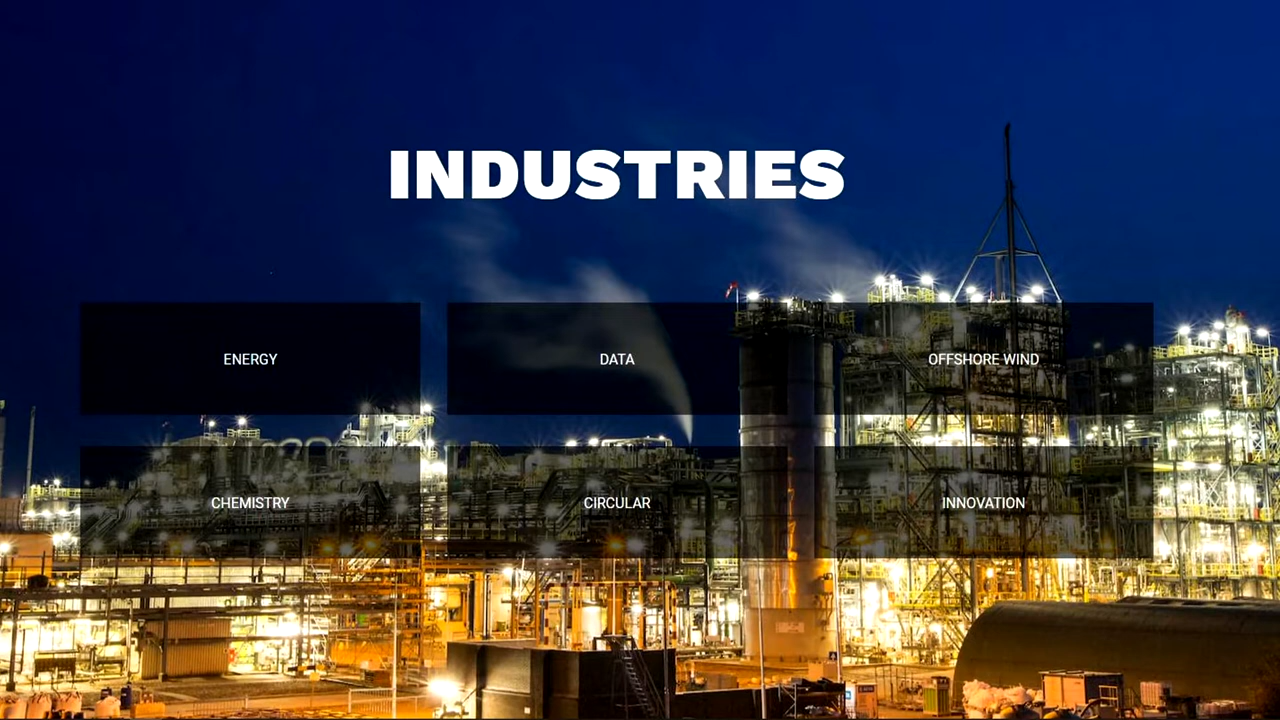 INDUSTRIES
ENERGY
DATA
OFFSHORE WIND
CHEMISTRY
CIRCULAR
INNOVATION